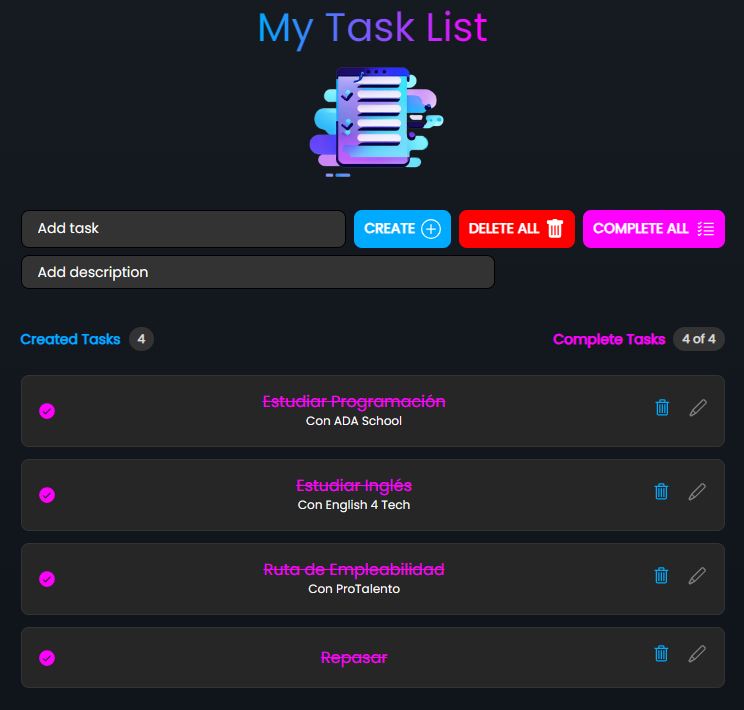 My Task List
Add task
CREATE
DELETE ALL
COMPLETE ALL
Add description
Created Tasks 4
Complete Tasks 4 of 4
Estudiar Programación
Con ADA School
Estudiar Inglés
Con English 4 Tech
Ruta de Empleabilidad
Con ProTalento
Repasar